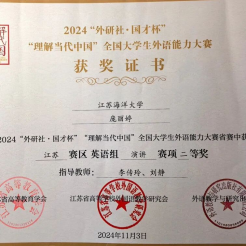 2024 “外研社·国才杯”
“理解当代中国”全国大学生外语能力大赛
获奖证书
江苏海洋大学
庞丽婷
2024 “外研社·国才杯” “理解当代中国”全国大学生外语能力大赛省赛中获
江苏 赛区 英语组 演讲 赛项 二等奖
指导教师： 李传玲、刘静
2024年11月3日